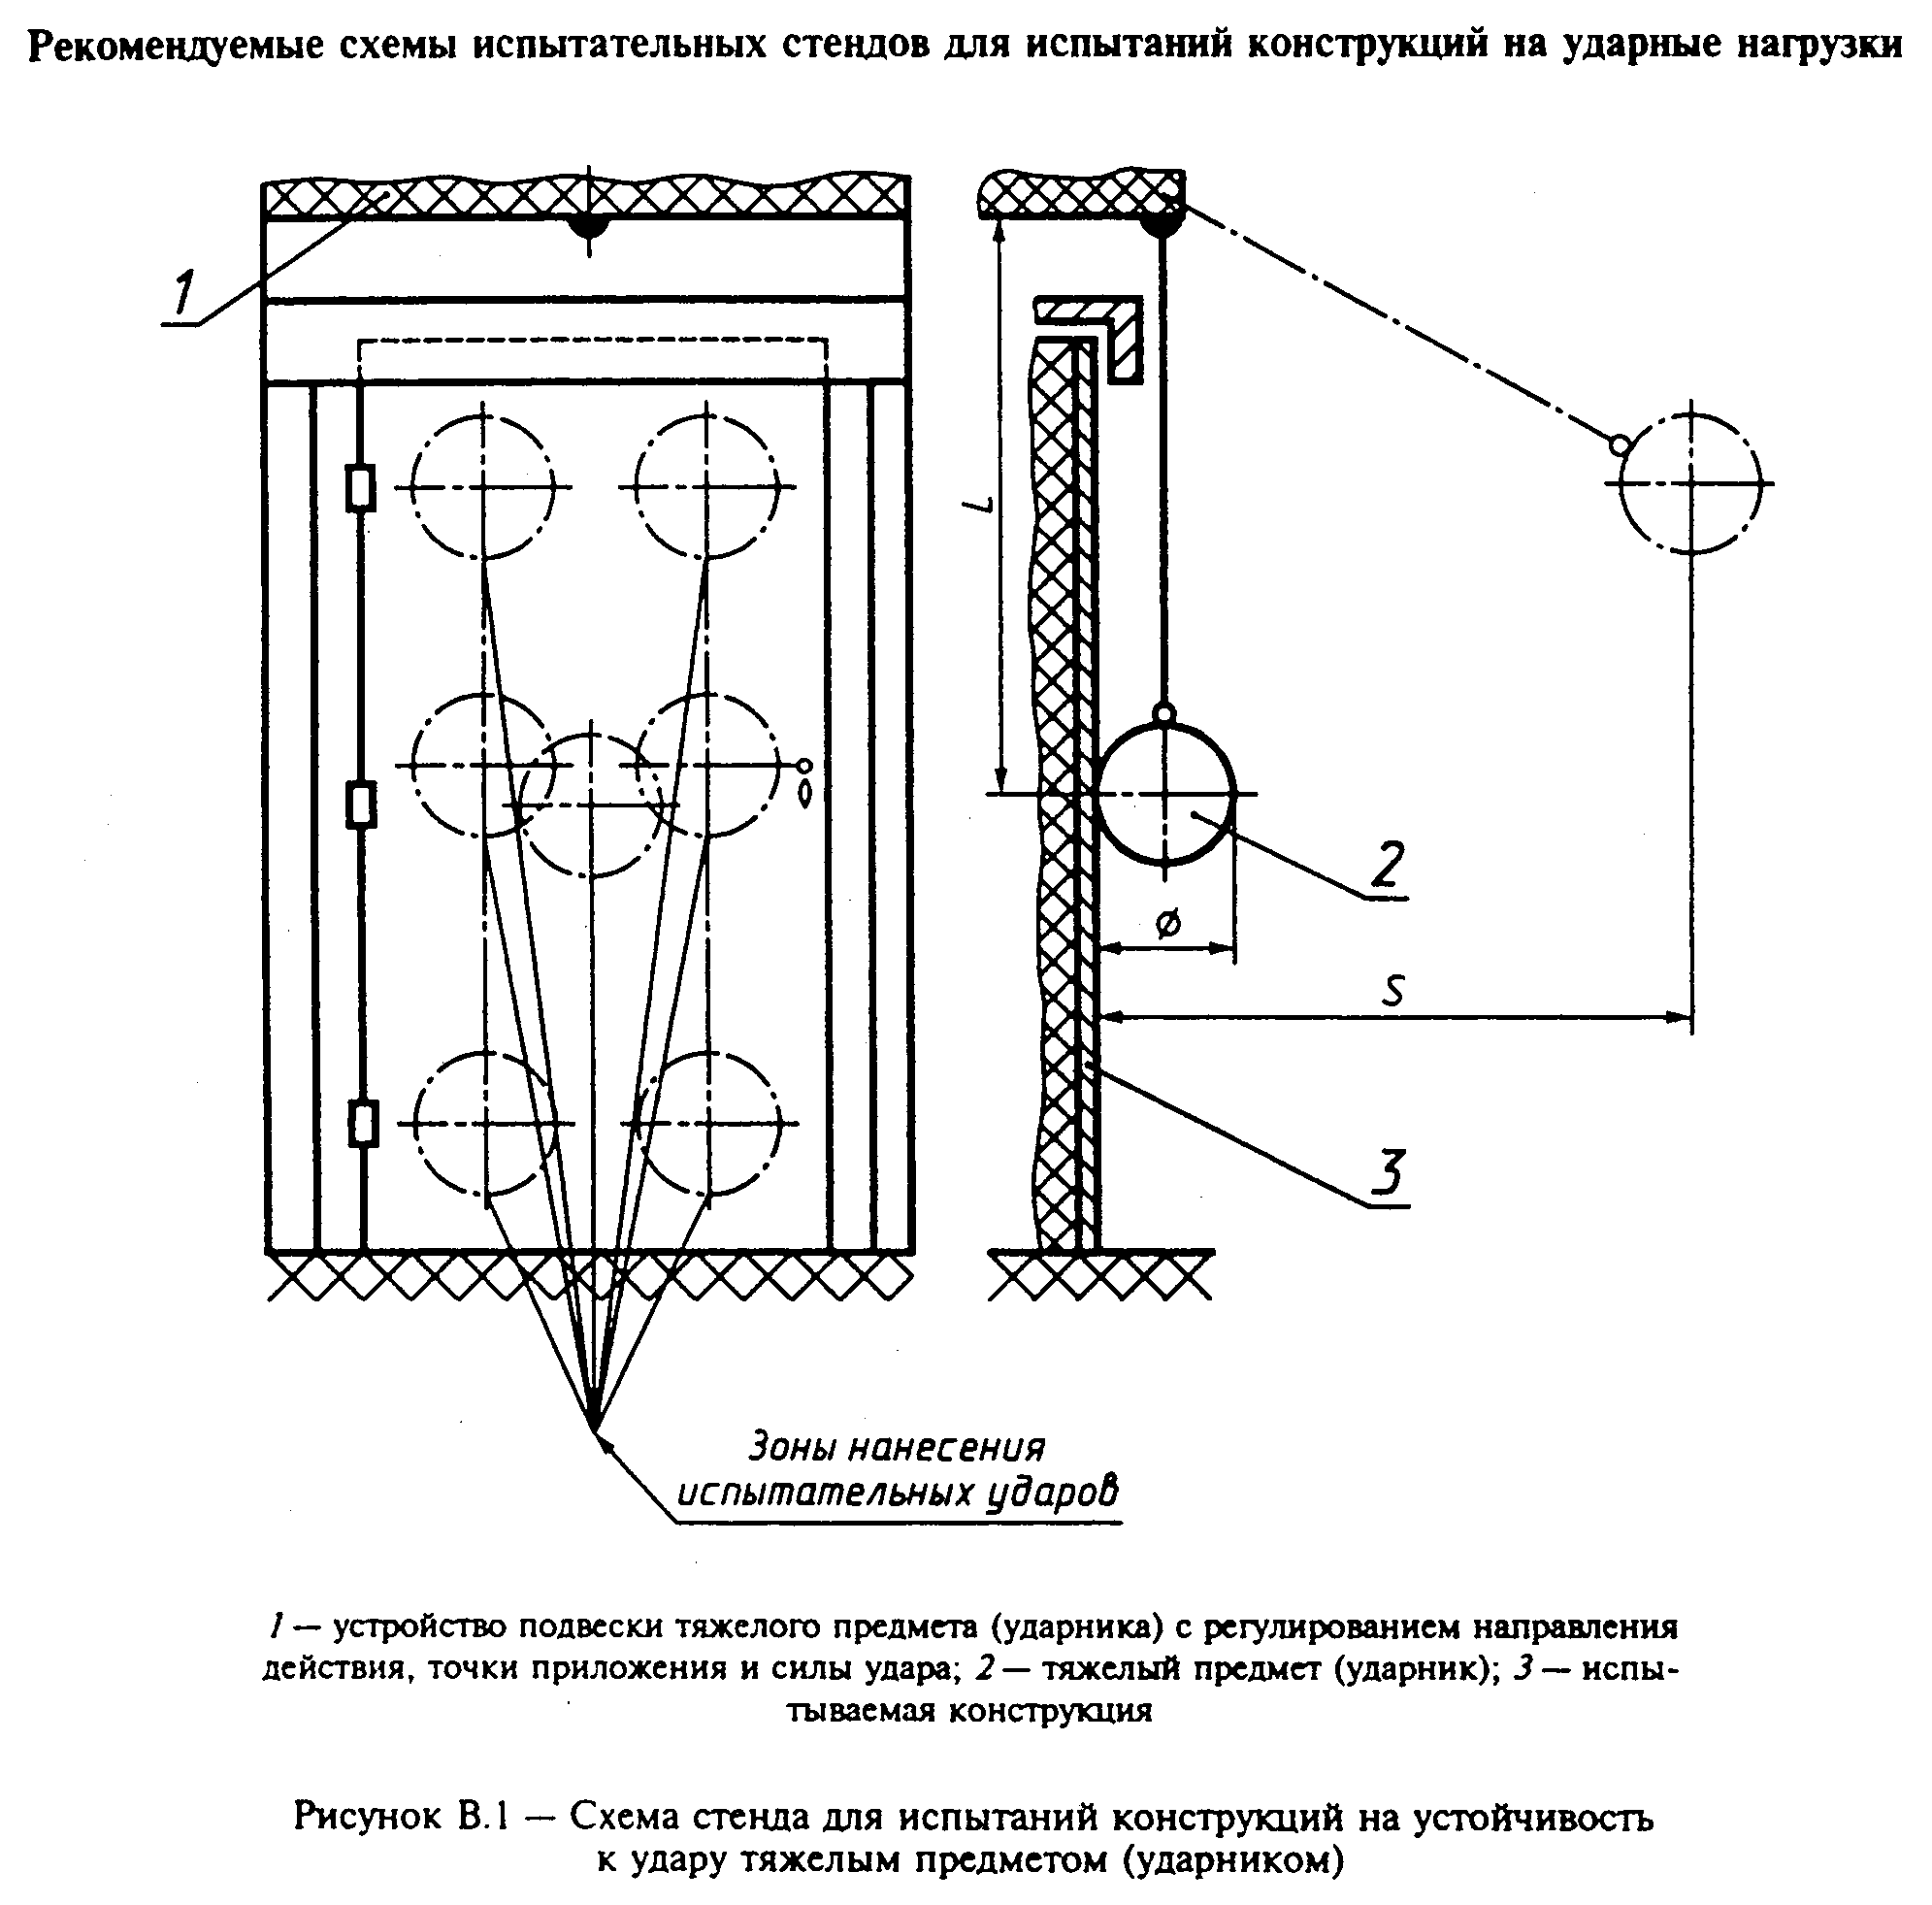 Рекомендуемые схемы испытательных стендов для испытаний конструкций на ударные нагрузки
1
L
2
ø
S
3
Зоны нанесения
испытательных ударов
1 — устройство подвески тяжелого предмета (ударника) с регулированием направления
действия, точки приложения и силы удара; 2 — тяжелый предмет (ударник); 3 — испы-
тываемая конструкция
Рисунок В.1 — Схема стенда для испытаний конструкций на устойчивость
к удару тяжелым предметом (ударником)